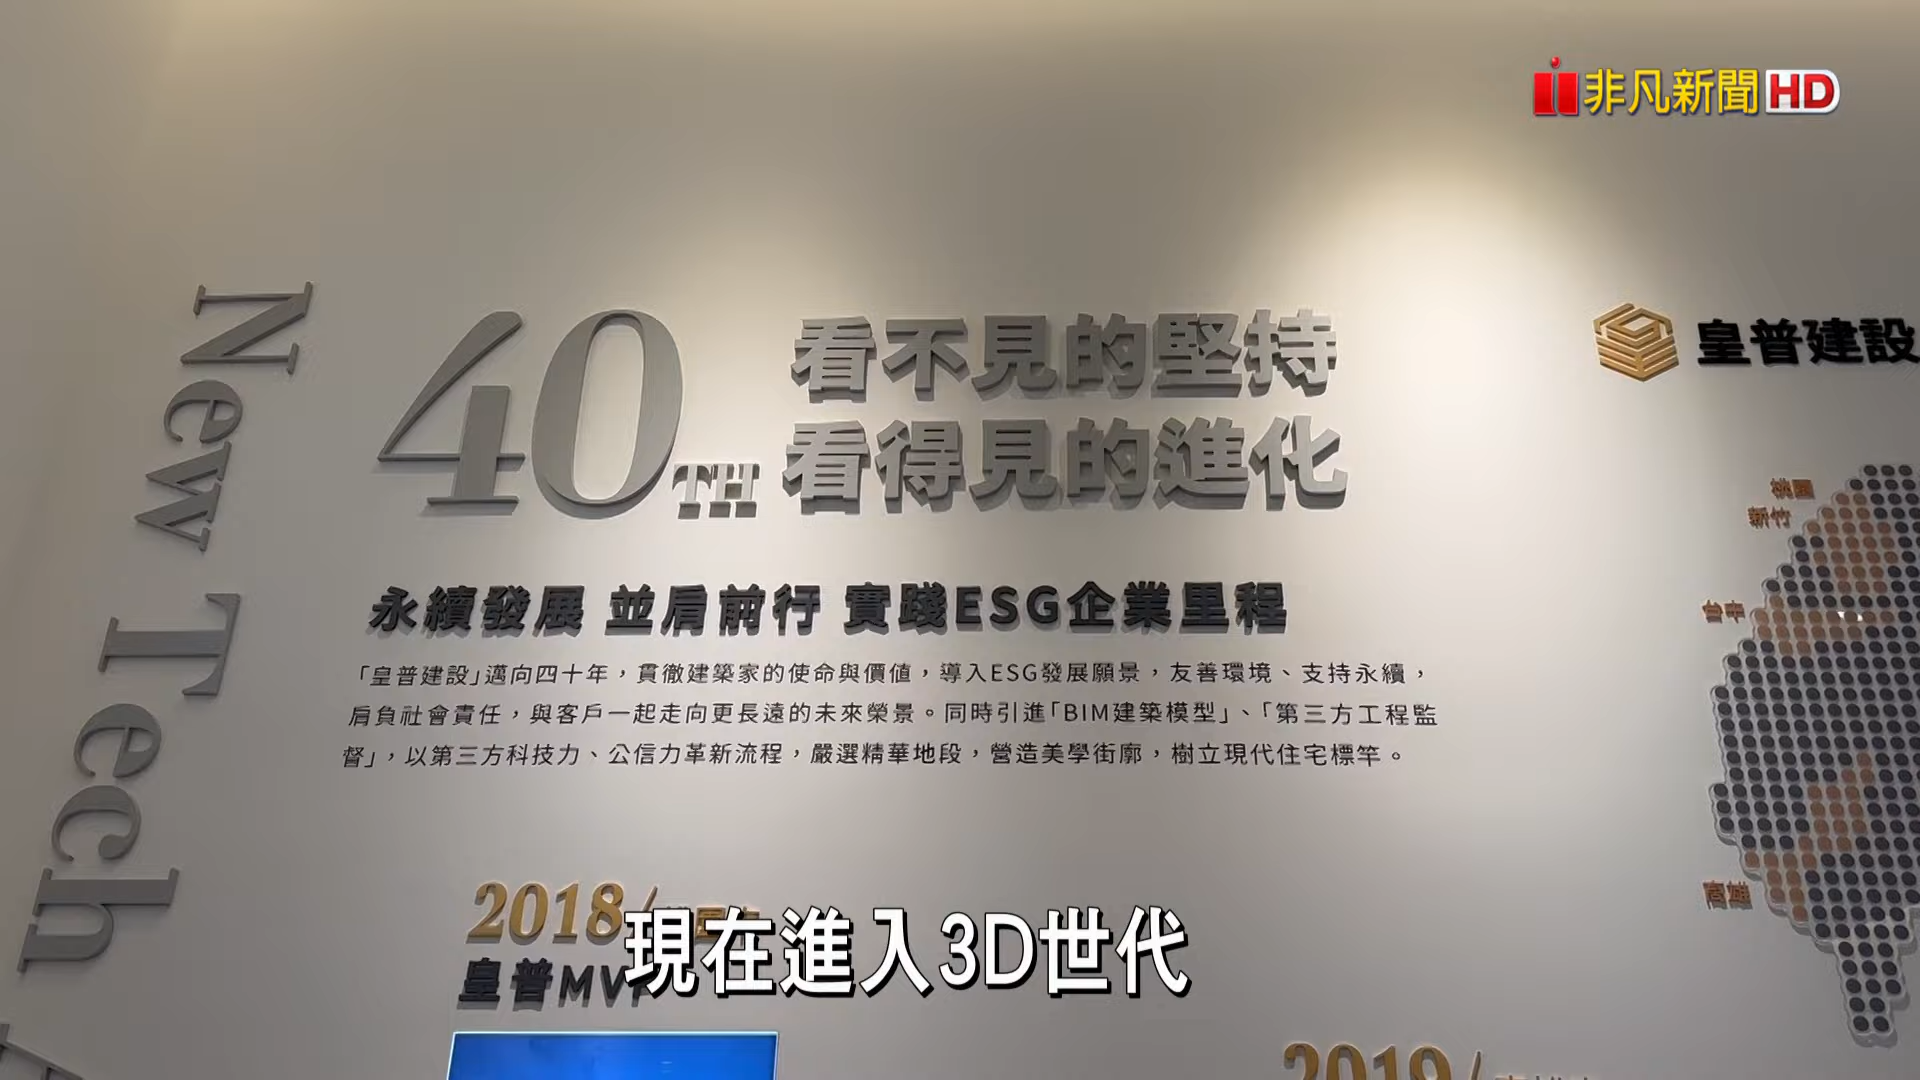 非凡新聞HD
New Tech
40TH
看不見的堅持
看得見的進化
皇普建設
永續發展 並肩前行 實踐ESG企業里程
「皇普建設」邁向四十年，貫徹建築家的使命與價值，導入ESG發展願景，友善環境、支持永續，
肩負社會責任，與客戶一起走向更長遠的未來榮景。同時引進「BIM建築模型」、「第三方工程監
督」，以第三方科技力、公信力革新流程，嚴選精華地段，營造美學街廓，樹立現代住宅標竿。
桃園
新竹
台中
高雄
2018/
皇普MVP
現在進入3D世代
2019/